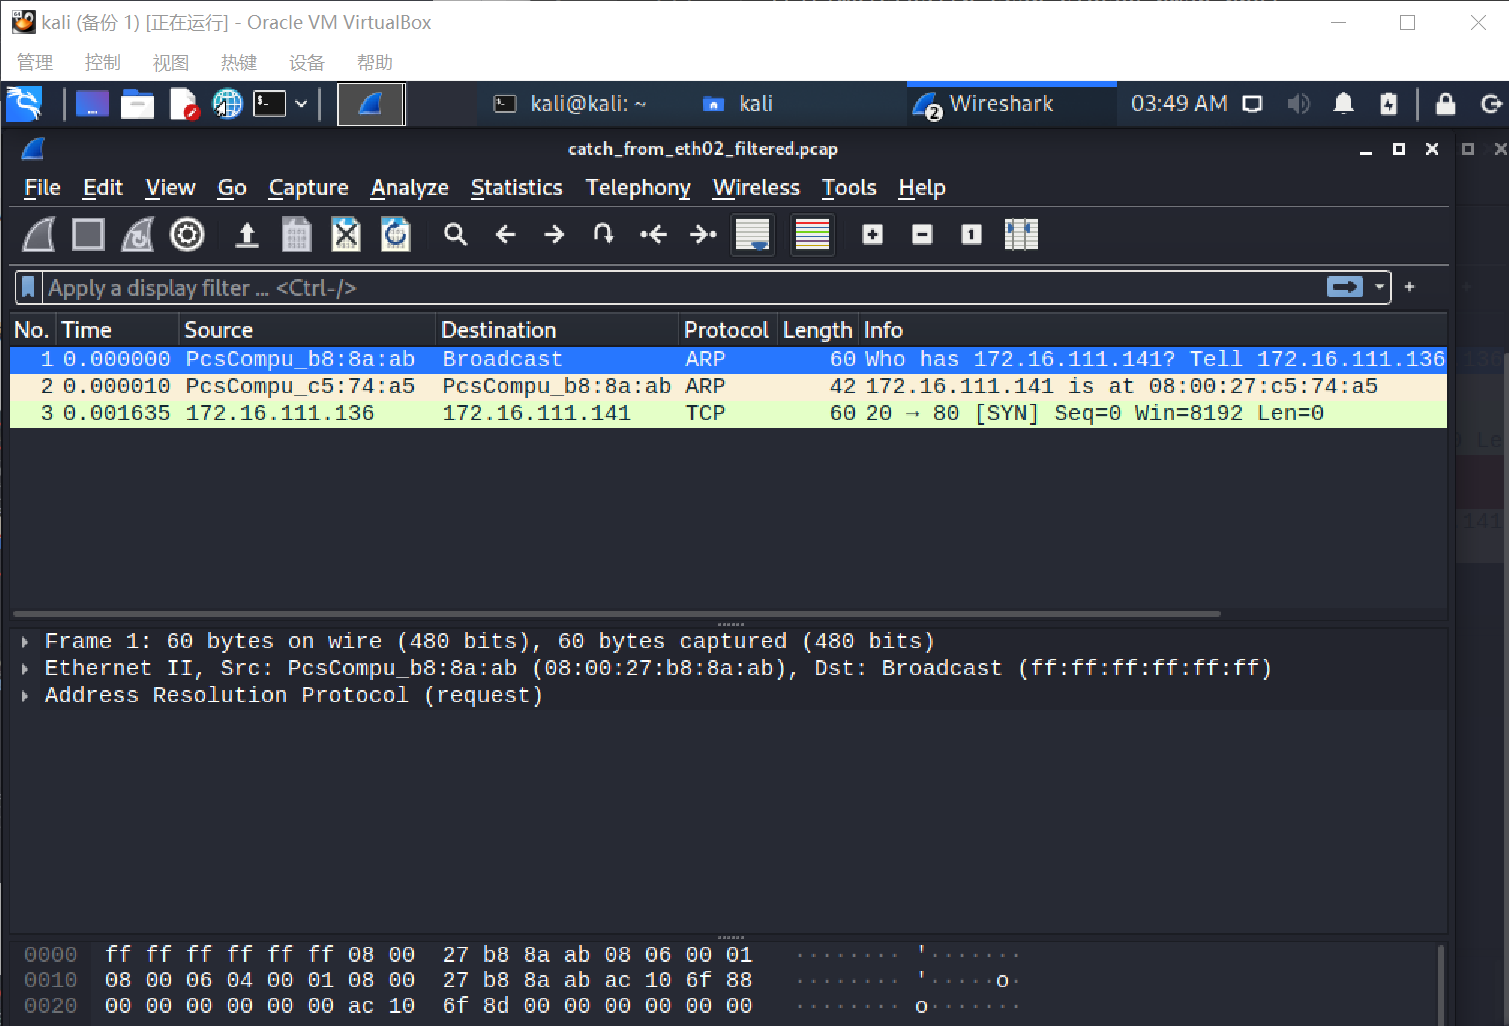 kali (备份 1) [正在运行] - Oracle VM VirtualBox
管理 控制 视图 热键 设备 帮助
kali@kali: ~ kali 2 Wireshark 03:49 AM
catch_from_eth02_filtered.pcap
File Edit View Go Capture Analyze Statistics Telephony Wireless Tools Help
Apply a display filter ... <Ctrl-/>
No. Time Source Destination Protocol Length Info
1 0.000000 PcsCompu_b8:8a:ab Broadcast ARP 60 Who has 172.16.111.141? Tell 172.16.111.136
2 0.000010 PcsCompu_c5:74:a5 PcsCompu_b8:8a:ab ARP 42 172.16.111.141 is at 08:00:27:c5:74:a5
3 0.001635 172.16.111.136 172.16.111.141 TCP 60 20 → 80 [SYN] Seq=0 Win=8192 Len=0
Frame 1: 60 bytes on wire (480 bits), 60 bytes captured (480 bits)
Ethernet II, Src: PcsCompu_b8:8a:ab (08:00:27:b8:8a:ab), Dst: Broadcast (ff:ff:ff:ff:ff:ff)
Address Resolution Protocol (request)
0000 ff ff ff ff ff ff 08 00 27 b8 8a ab 08 06 00 01 ········ '·······
0010 08 00 06 04 00 01 08 00 27 b8 8a ab ac 10 6f 88 ········ '·····o·
0020 00 00 00 00 00 00 ac 10 6f 8d 00 00 00 00 00 00 ········ o·······